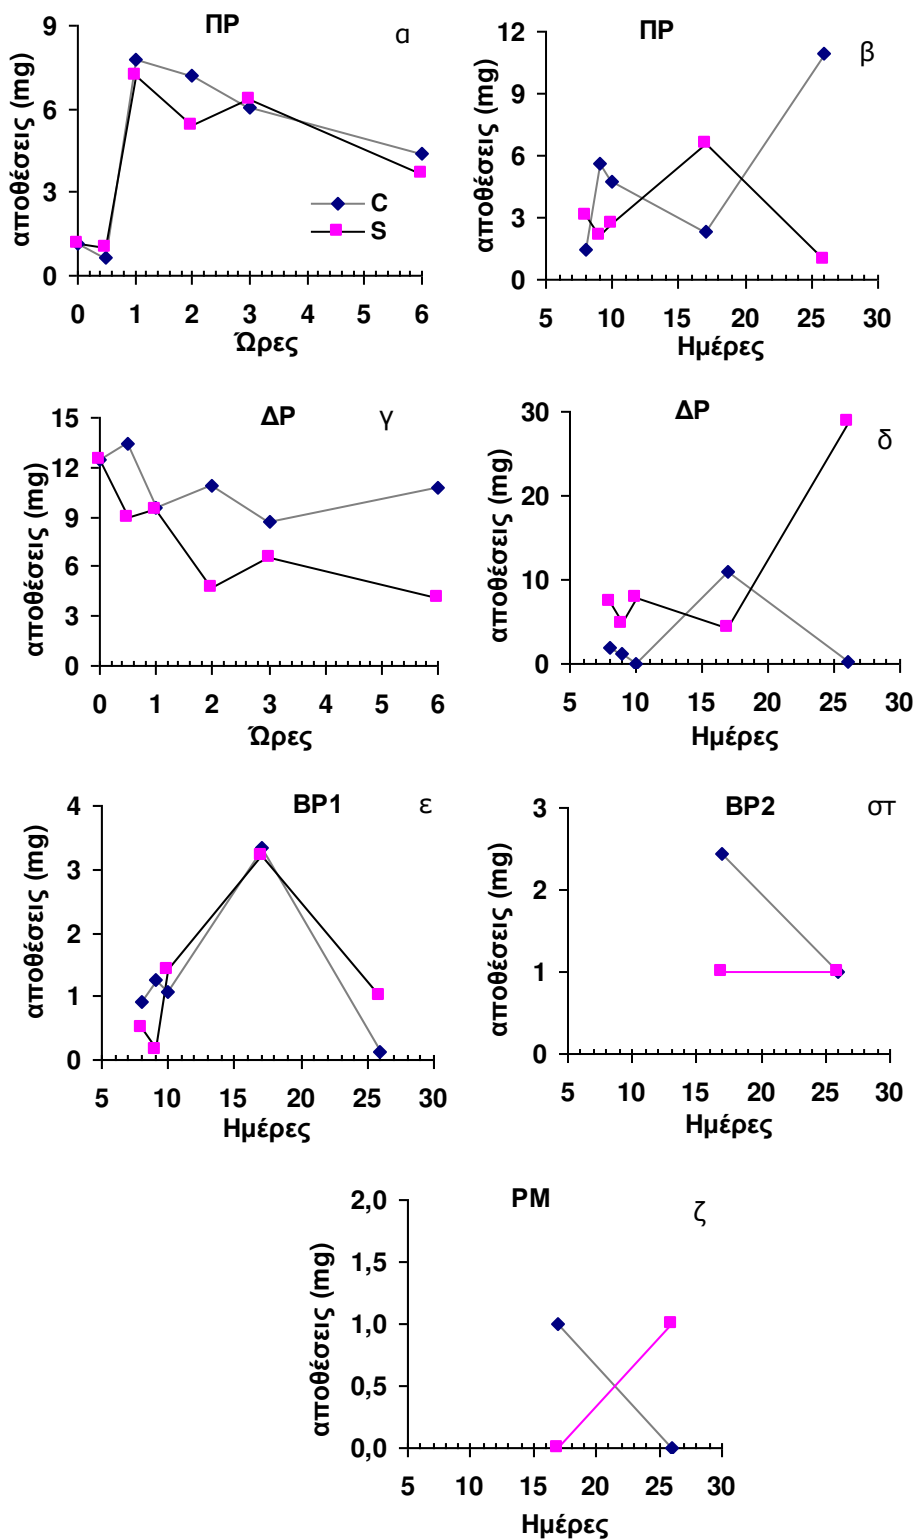 ΠΡ
α
αποθέσεις (mg)
9
6
3
0
C
S
0 1 2 3 4 5 6
Ώρες
ΠΡ
β
αποθέσεις (mg)
12
9
6
3
0
5 10 15 20 25 30
Ημέρες
ΔΡ
γ
αποθέσεις (mg)
15
12
9
6
3
0
0 1 2 3 4 5 6
Ώρες
ΔΡ
δ
αποθέσεις (mg)
30
20
10
0
5 10 15 20 25 30
Ημέρες
ΒΡ1
ε
αποθέσεις (mg)
4
3
2
1
0
5 10 15 20 25 30
Ημέρες
ΒΡ2
στ
αποθέσεις (mg)
3
2
1
0
5 10 15 20 25 30
Ημέρες
ΡΜ
ζ
αποθέσεις (mg)
2,0
1,5
1,0
0,5
0,0
5 10 15 20 25 30
Ημέρες